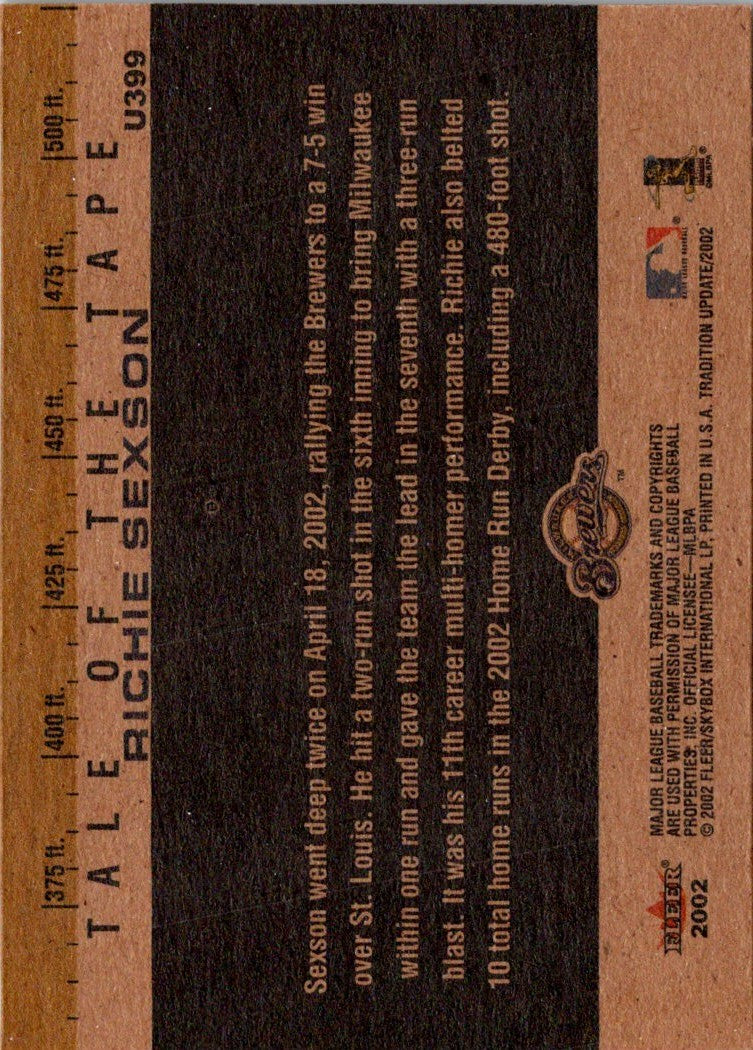 375 ft. 400 ft. 425 ft. 450 ft. 475 ft. 500 ft.
TALE OF THE TAPE
RICHIE SEXSON U399
Sexson went deep twice on April 18, 2002, rallying the Brewers to a 7-5 win
over St. Louis. He hit a two-run shot in the sixth inning to bring Milwaukee
within one run and gave the team the lead in the seventh with a three-run
blast. It was his 11th career multi-homer performance. Richie also belted
10 total home runs in the 2002 Home Run Derby, including a 480-foot shot.
Brewers TM
FLEER®
2002
MAJOR LEAGUE BASEBALL TRADEMARKS AND COPYRIGHTS
ARE USED WITH PERMISSION OF MAJOR LEAGUE BASEBALL
PROPERTIES, INC. OFFICIAL LICENSEE—MLBPA
© 2002 FLEER/SKYBOX INTERNATIONAL LP. PRINTED IN U.S.A. TRADITION UPDATE/2002